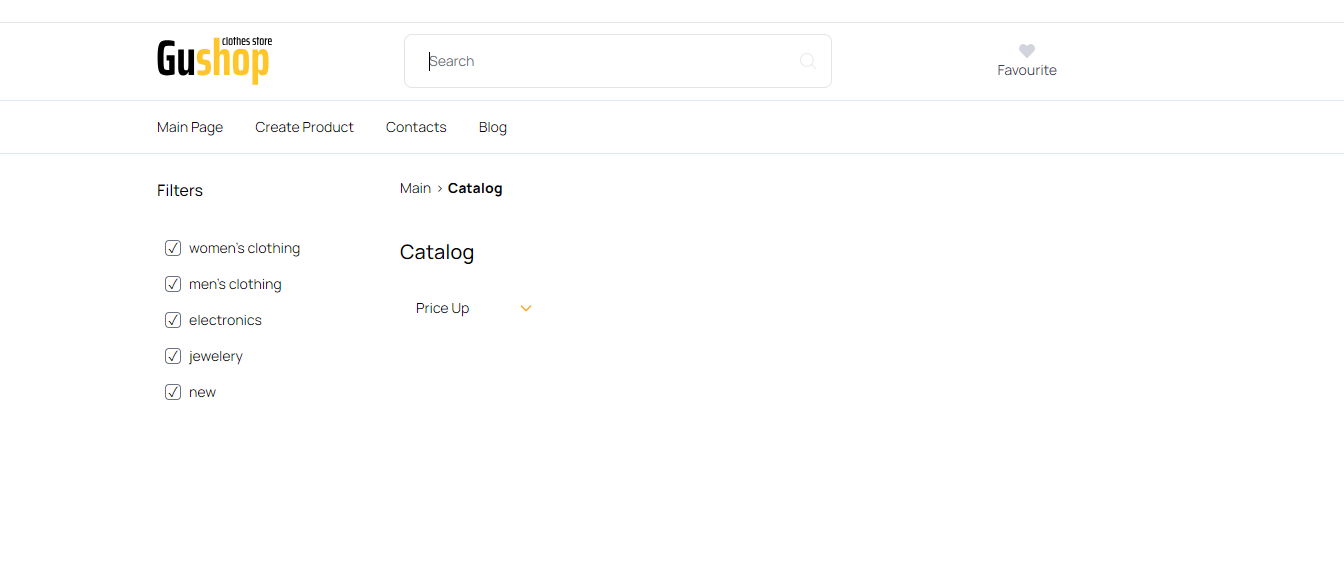 clothes store
Gushop
Search
Favourite
Main Page Create Product Contacts Blog
Filters
women's clothing
men's clothing
electronics
jewelery
new
Main > Catalog
Catalog
Price Up